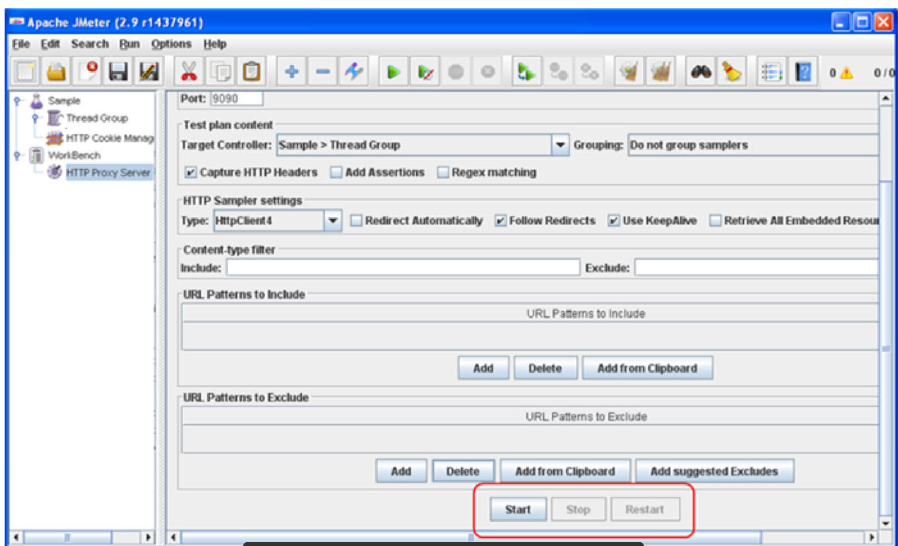 Apache JMeter (2.9 r1437961)
File Edit Search Run Options Help
0 0/0
Sample
Thread Group
HTTP Cookie Manag
WorkBench
HTTP Proxy Server
Port: 9090
Test plan content
Target Controller: Sample > Thread Group Grouping: Do not group samplers
Capture HTTP Headers Add Assertions Regex matching
HTTP Sampler settings
Type: HttpClient4 Redirect Automatically Follow Redirects Use KeepAlive Retrieve All Embedded Resour
Content-type filter
Include: Exclude:
URL Patterns to Include
URL Patterns to Include
Add Delete Add from Clipboard
URL Patterns to Exclude
URL Patterns to Exclude
Add Delete Add from Clipboard Add suggested Excludes
Start Stop Restart